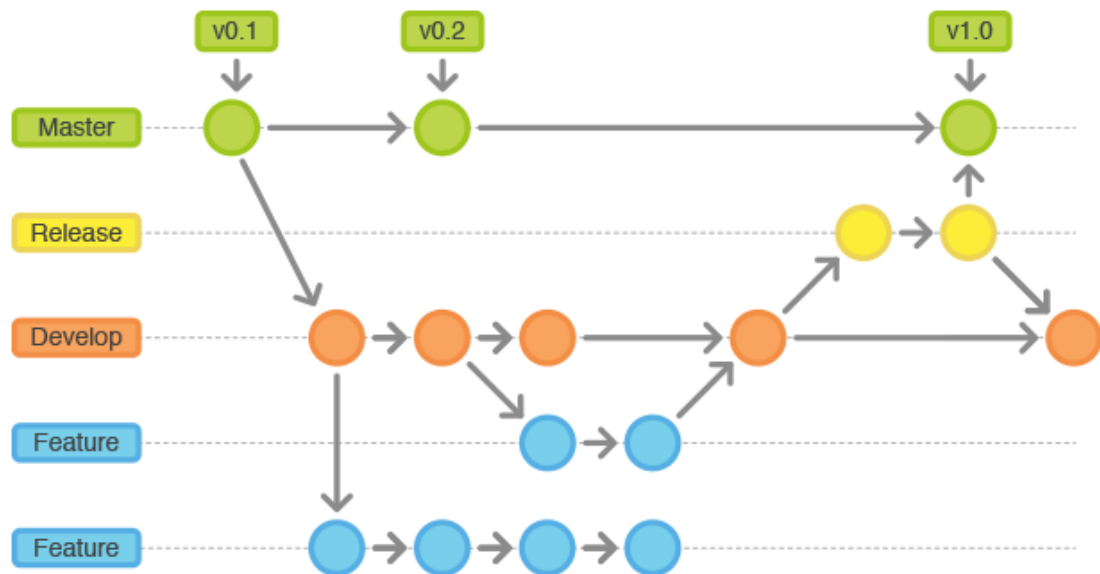 v0.1
v0.2
v1.0
Master
Release
Develop
Feature
Feature